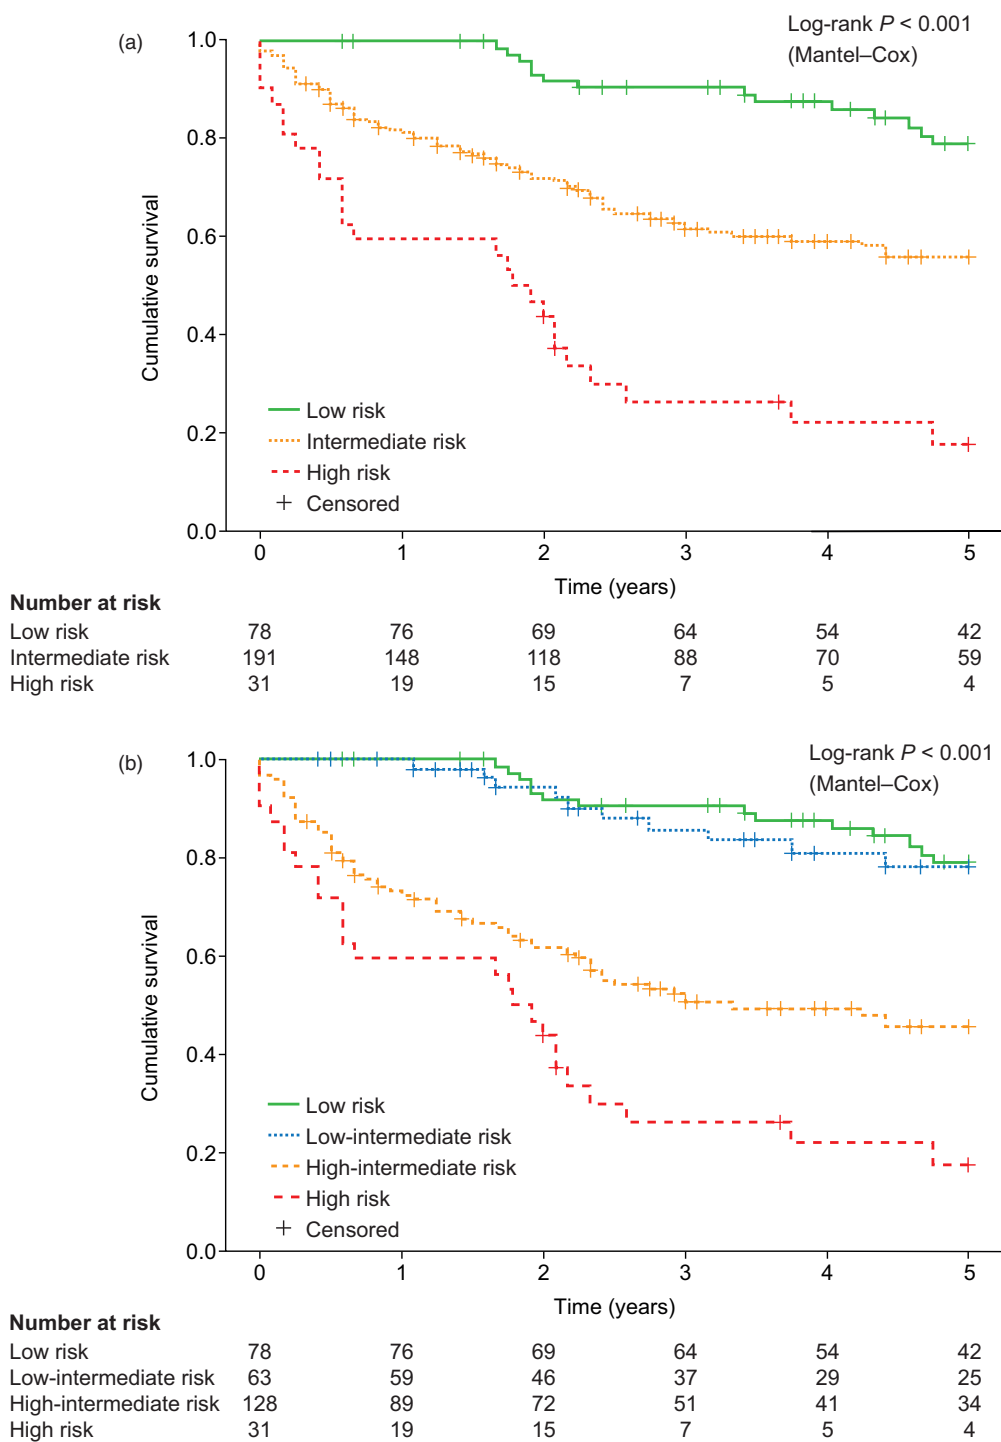 (a)
Log-rank P < 0.001
(Mantel–Cox)
1.0
0.8
0.6
0.4
0.2
0.0
Cumulative survival
Low risk
Intermediate risk
High risk
Censored
0 1 2 3 4 5
Time (years)
Number at risk
Low risk 78 76 69 64 54 42
Intermediate risk 191 148 118 88 70 59
High risk 31 19 15 7 5 4
(b)
Log-rank P < 0.001
(Mantel–Cox)
1.0
0.8
0.6
0.4
0.2
0.0
Cumulative survival
Low risk
Low-intermediate risk
High-intermediate risk
High risk
Censored
0 1 2 3 4 5
Time (years)
Number at risk
Low risk 78 76 69 64 54 42
Low-intermediate risk 63 59 46 37 29 25
High-intermediate risk 128 89 72 51 41 34
High risk 31 19 15 7 5 4